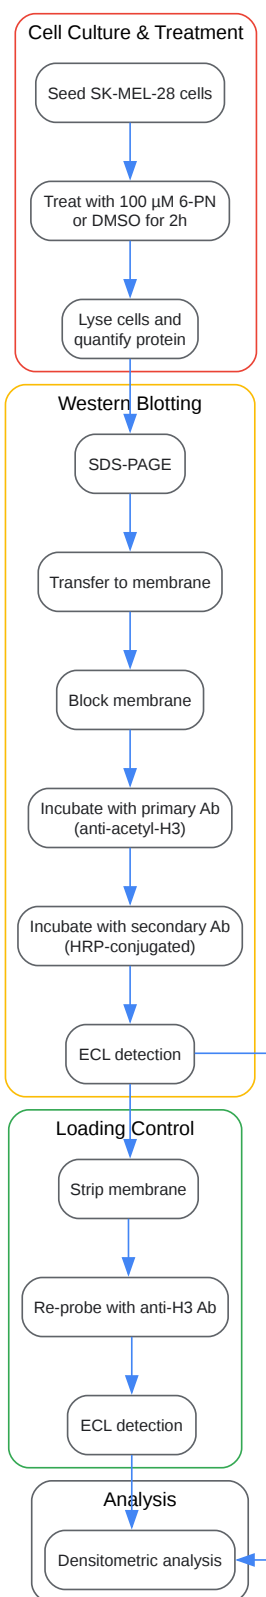 Cell Culture & Treatment
Seed SK-MEL-28 cells
Treat with 100 µM 6-PN
or DMSO for 2h
Lyse cells and
quantify protein
Western Blotting
SDS-PAGE
Transfer to membrane
Block membrane
Incubate with primary Ab
(anti-acetyl-H3)
Incubate with secondary Ab
(HRP-conjugated)
ECL detection
Loading Control
Strip membrane
Re-probe with anti-H3 Ab
ECL detection
Analysis
Densitometric analysis